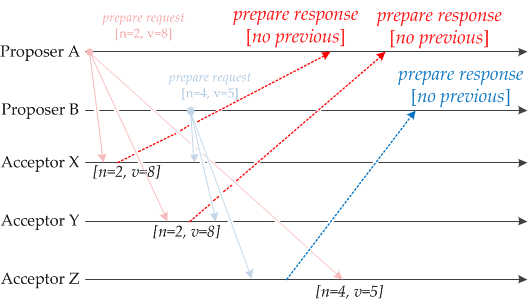 prepare request
[n=2, v=8]
prepare response
[no previous]
prepare response
[no previous]
Proposer A
prepare request
[n=4, v=5]
prepare response
[no previous]
Proposer B
Acceptor X
[n=2, v=8]
Acceptor Y
[n=2, v=8]
Acceptor Z
[n=4, v=5]